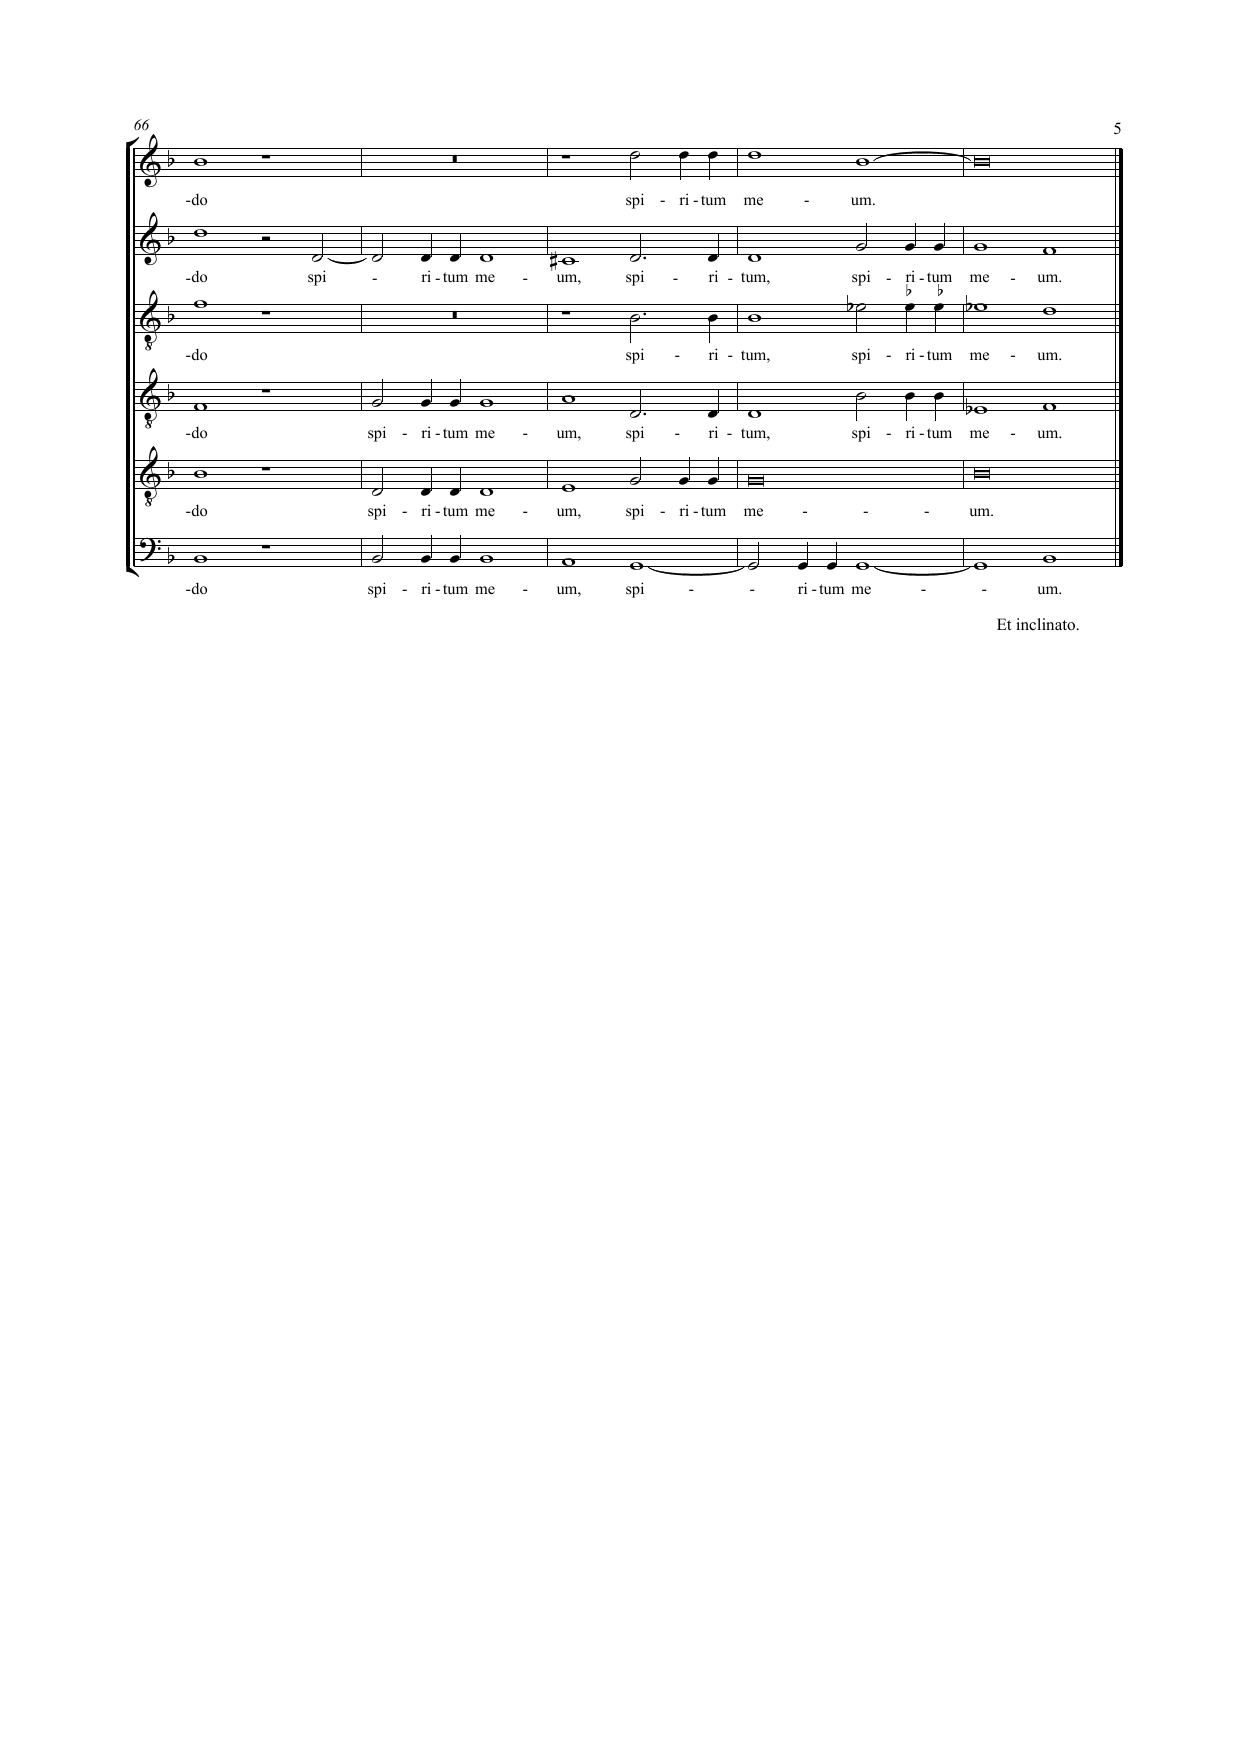 66
5
-do spi - ri - tum me - um.
-do spi - ri - tum me - um, spi - ri - tum, spi - ri - tum me - um.
-do spi - ri - tum, spi - ri - tum me - um.
-do spi - ri - tum me - um, spi - ri - tum, spi - ri - tum me - um.
-do spi - ri - tum me - um, spi - ri - tum me - - - um.
-do spi - ri - tum me - um, spi - - ri - tum me - - um.
Et inclinato.